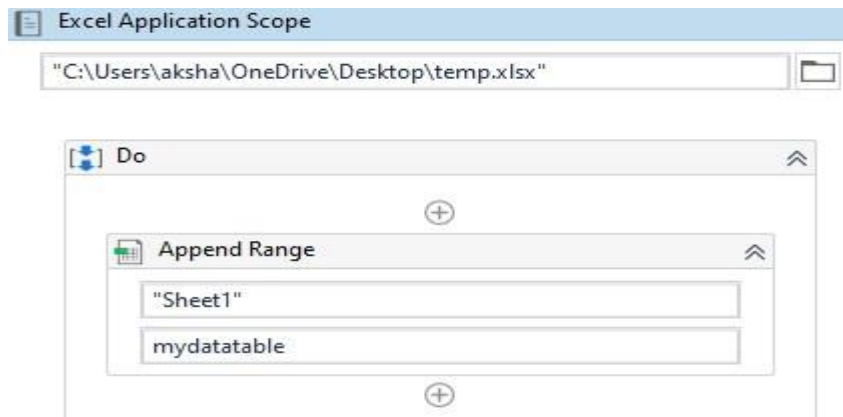 Excel Application Scope
"C:\Users\aksha\OneDrive\Desktop\temp.xlsx"
Do
Append Range
"Sheet1"
mydatatable